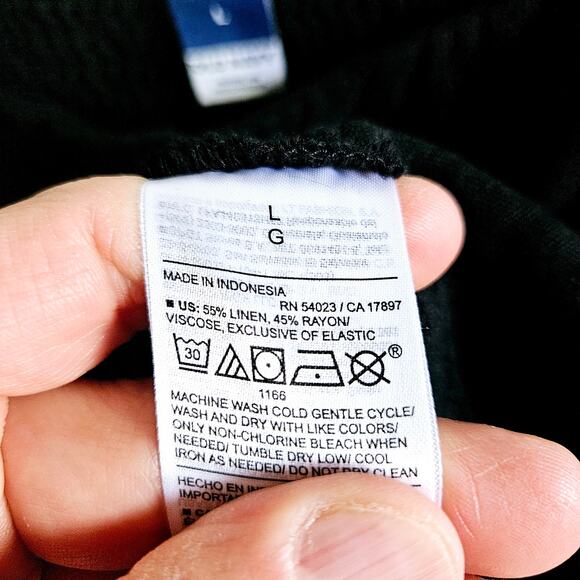 L
L
G
MADE IN INDONESIA
RN 54023 / CA 17897
■ US: 55% LINEN, 45% RAYON/
VISCOSE, EXCLUSIVE OF ELASTIC
30
®
1166
MACHINE WASH COLD GENTLE CYCLE/
WASH AND DRY WITH LIKE COLORS/
ONLY NON-CHLORINE BLEACH WHEN
NEEDED/ TUMBLE DRY LOW/ COOL
IRON AS NEEDED/ DO NOT DRY CLEAN
HECHO EN
IMPORTA